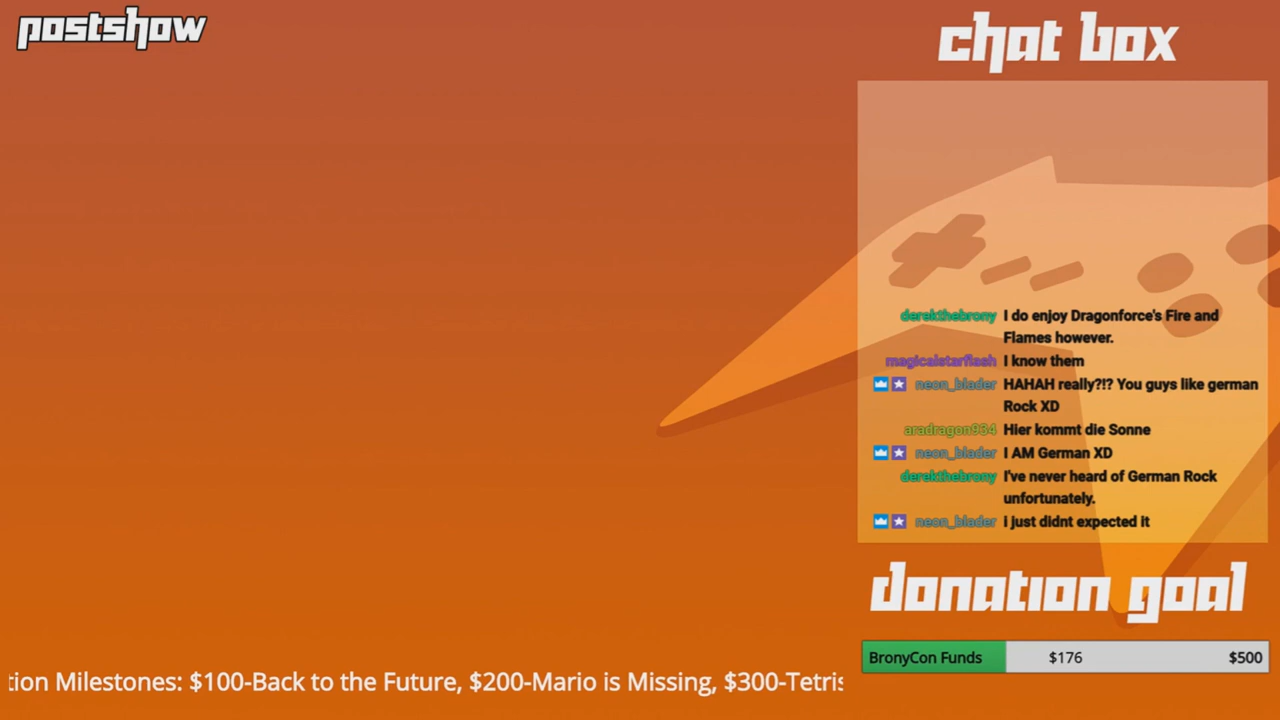 postshow
chat box
derekthebrony I do enjoy Dragonforce's Fire and
Flames however.
magicalstarflash I know them
neon_blader HAHAH really?!? You guys like german
Rock XD
aradragon934 Hier kommt die Sonne
neon_blader I AM German XD
derekthebrony I've never heard of German Rock
unfortunately.
neon_blader i just didnt expected it
donation goal
BronyCon Funds $176 $500
tion Milestones: $100-Back to the Future, $200-Mario is Missing, $300-Tetris